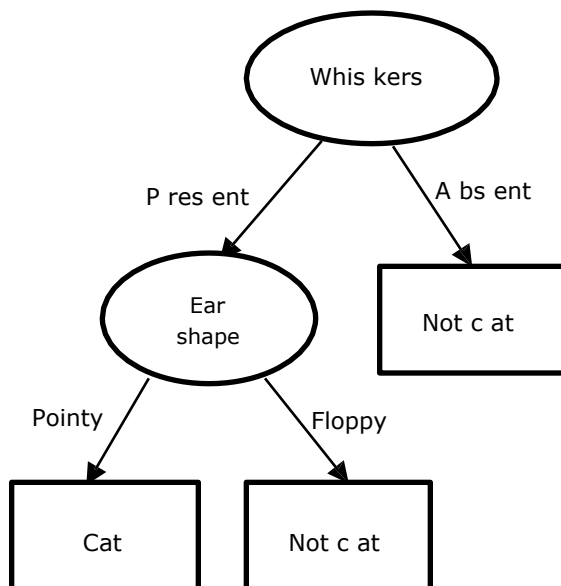 Whis kers
P res ent
A bs ent
Ear
shape
Not c at
Pointy
Floppy
Cat
Not c at